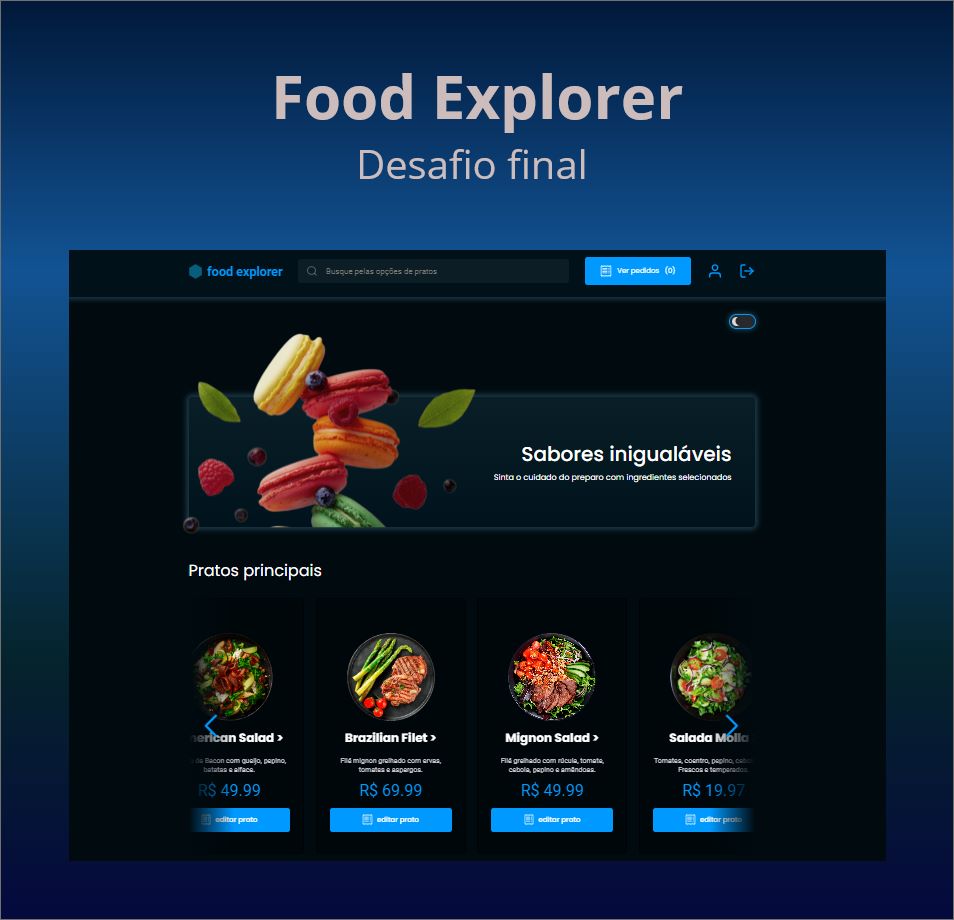 Food Explorer
Desafio final
food explorer
Busque pelas opções de pratos
Ver pedidos (0)
Sabores inigualáveis
Sinta o cuidado do preparo com ingredientes selecionados
Pratos principais
Salad >
Brazilian Filet >
Mignon Salad >
Salada Molla
de Bacon com queijo, pepino,
batatas e alface.
Filé mignon grelhado com ervas,
tomates e aspargos.
Filé grelhado com rúcula, tomate,
cebola, pepino e amêndoas.
Tomates, coentro, pepino,
Frescos e temperados.
R$ 49.99
R$ 69.99
R$ 49.99
R$ 19.97
editar prato
editar prato
editar prato
editar prato